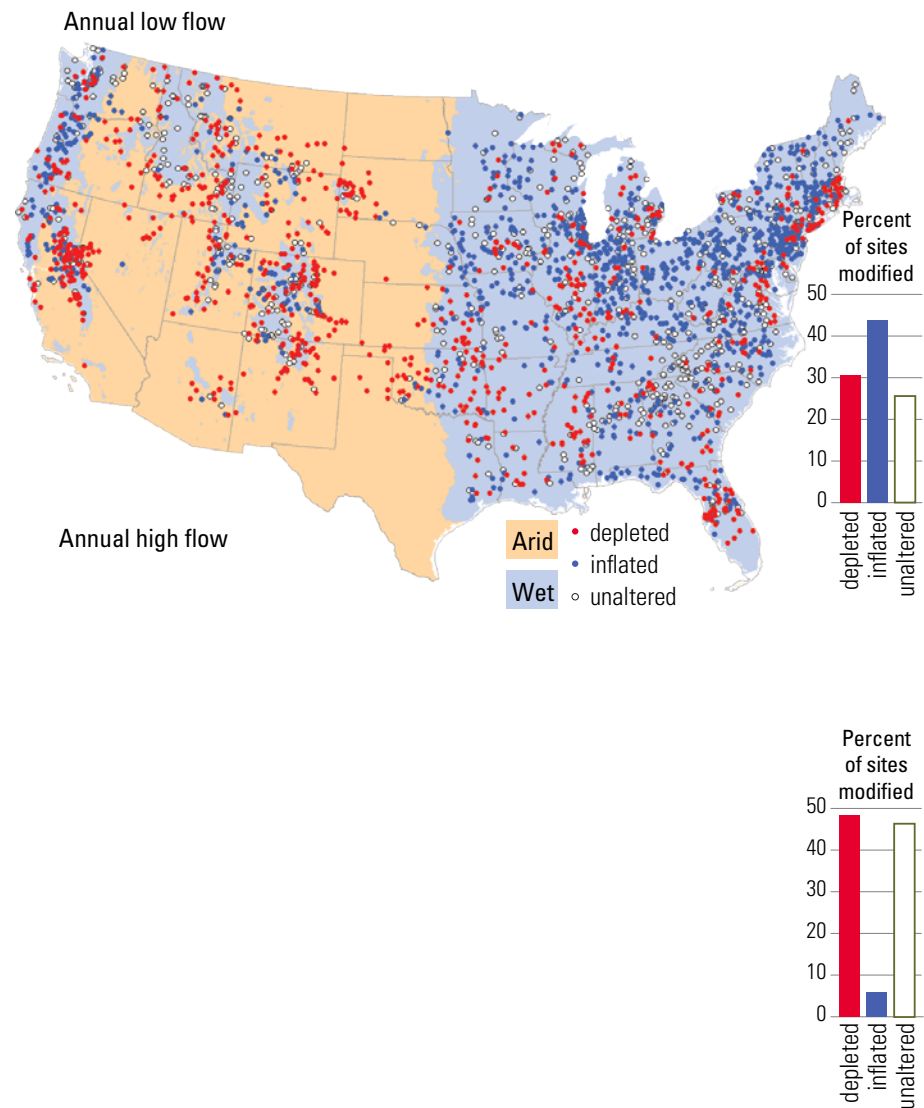 Annual low flow
Percent
of sites
modified
50
40
30
20
10
0
depleted
inflated
unaltered
Annual high flow
Arid
depleted
inflated
Wet
unaltered
Percent
of sites
modified
50
40
30
20
10
0
depleted
inflated
unaltered